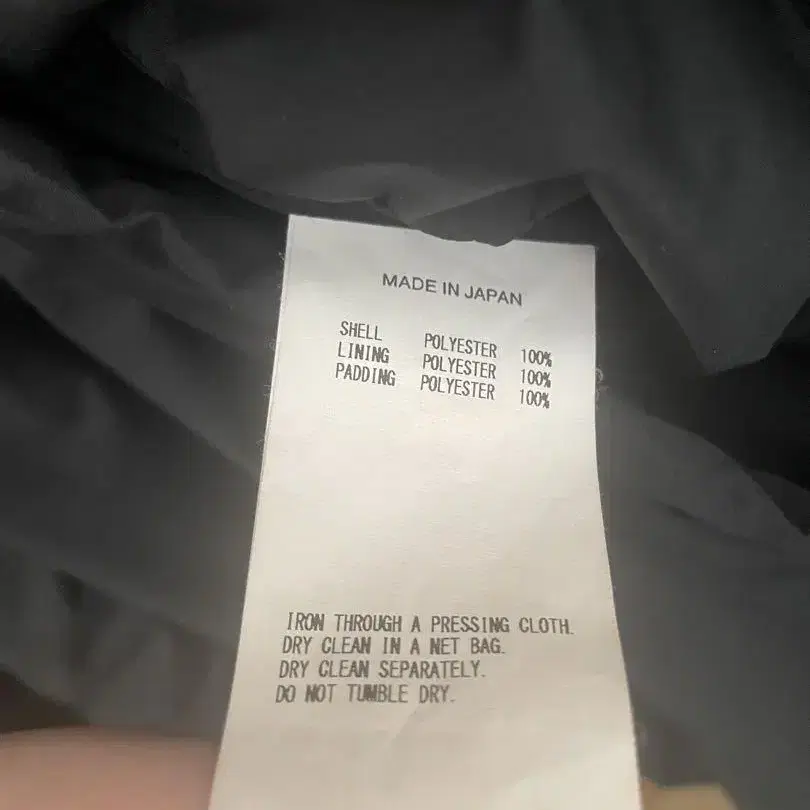 MADE IN JAPAN
SHELL POLYESTER 100%
LINING POLYESTER 100%
PADDING POLYESTER 100%
IRON THROUGH A PRESSING CLOTH.
DRY CLEAN IN A NET BAG.
DRY CLEAN SEPARATELY.
DO NOT TUMBLE DRY.